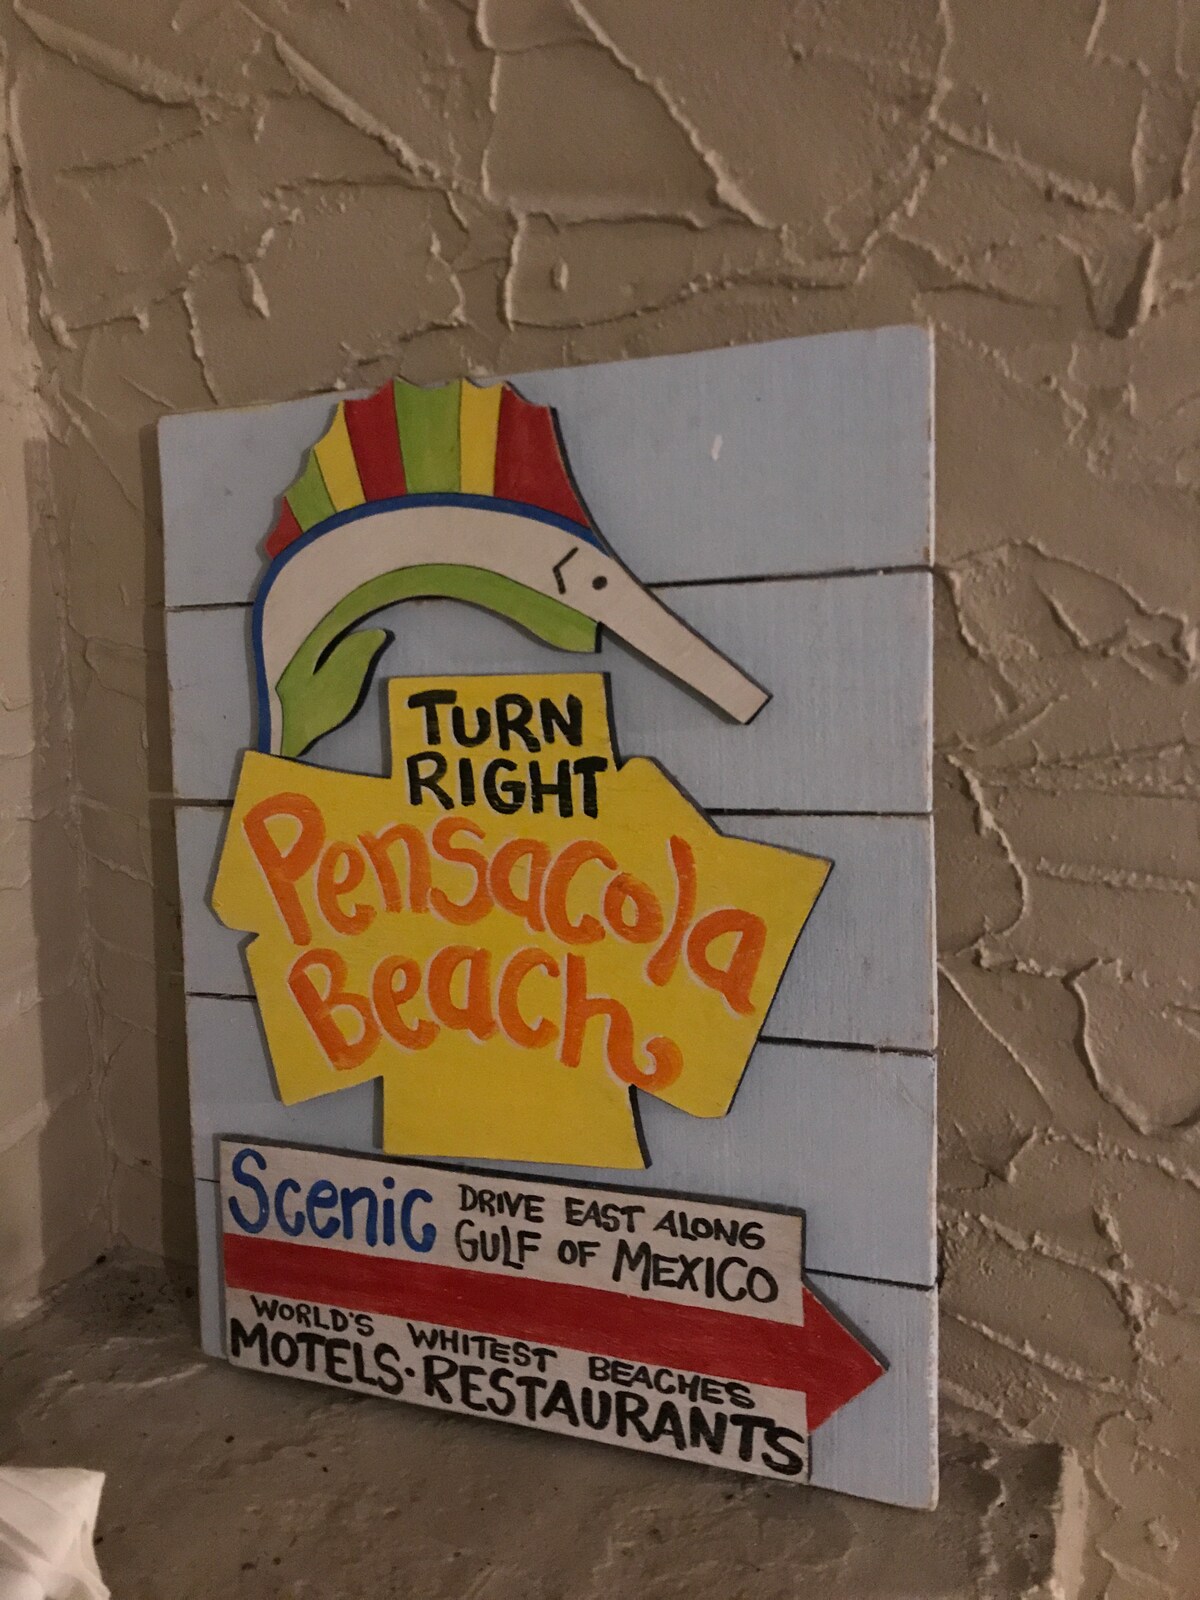 TURN
RIGHT
Pensacola
Beach
Scenic DRIVE EAST ALONG
GULF OF MEXICO
WORLD'S WHITEST BEACHES
MOTELS·RESTAURANTS